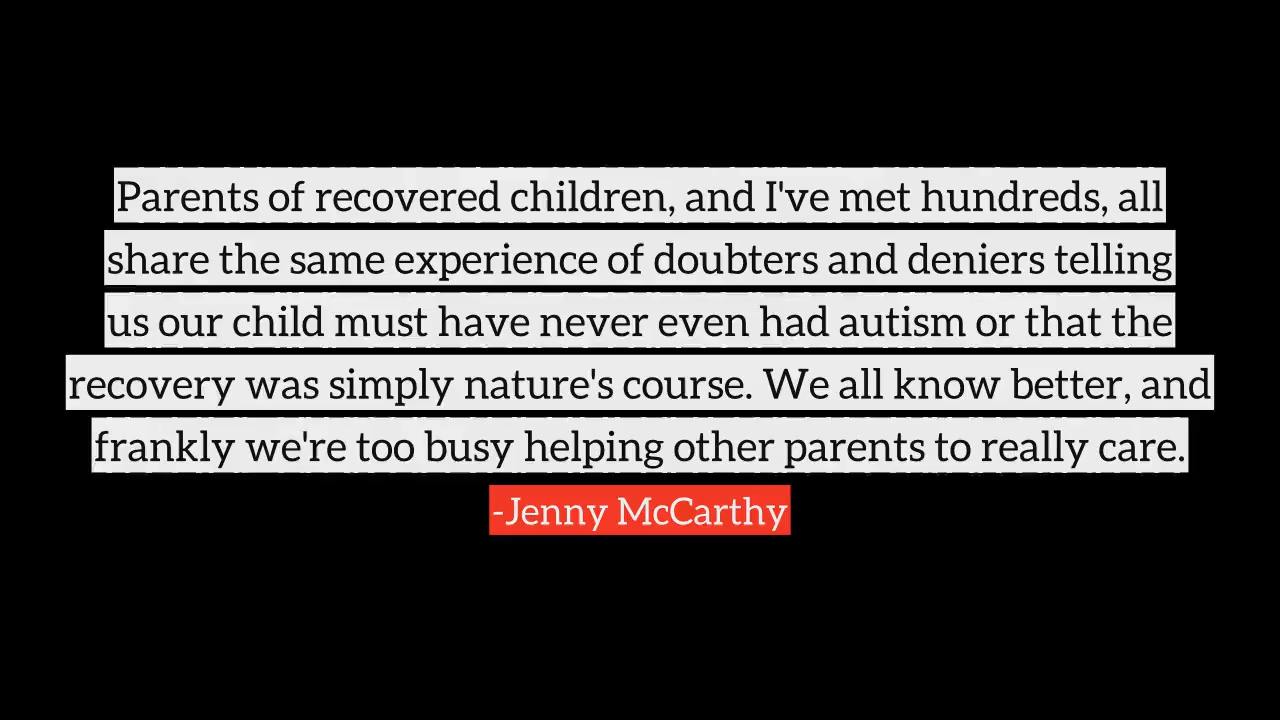 Parents of recovered children, and I've met hundreds, all
share the same experience of doubters and deniers telling
us our child must have never even had autism or that the
recovery was simply nature's course. We all know better, and
frankly we're too busy helping other parents to really care.
-Jenny McCarthy